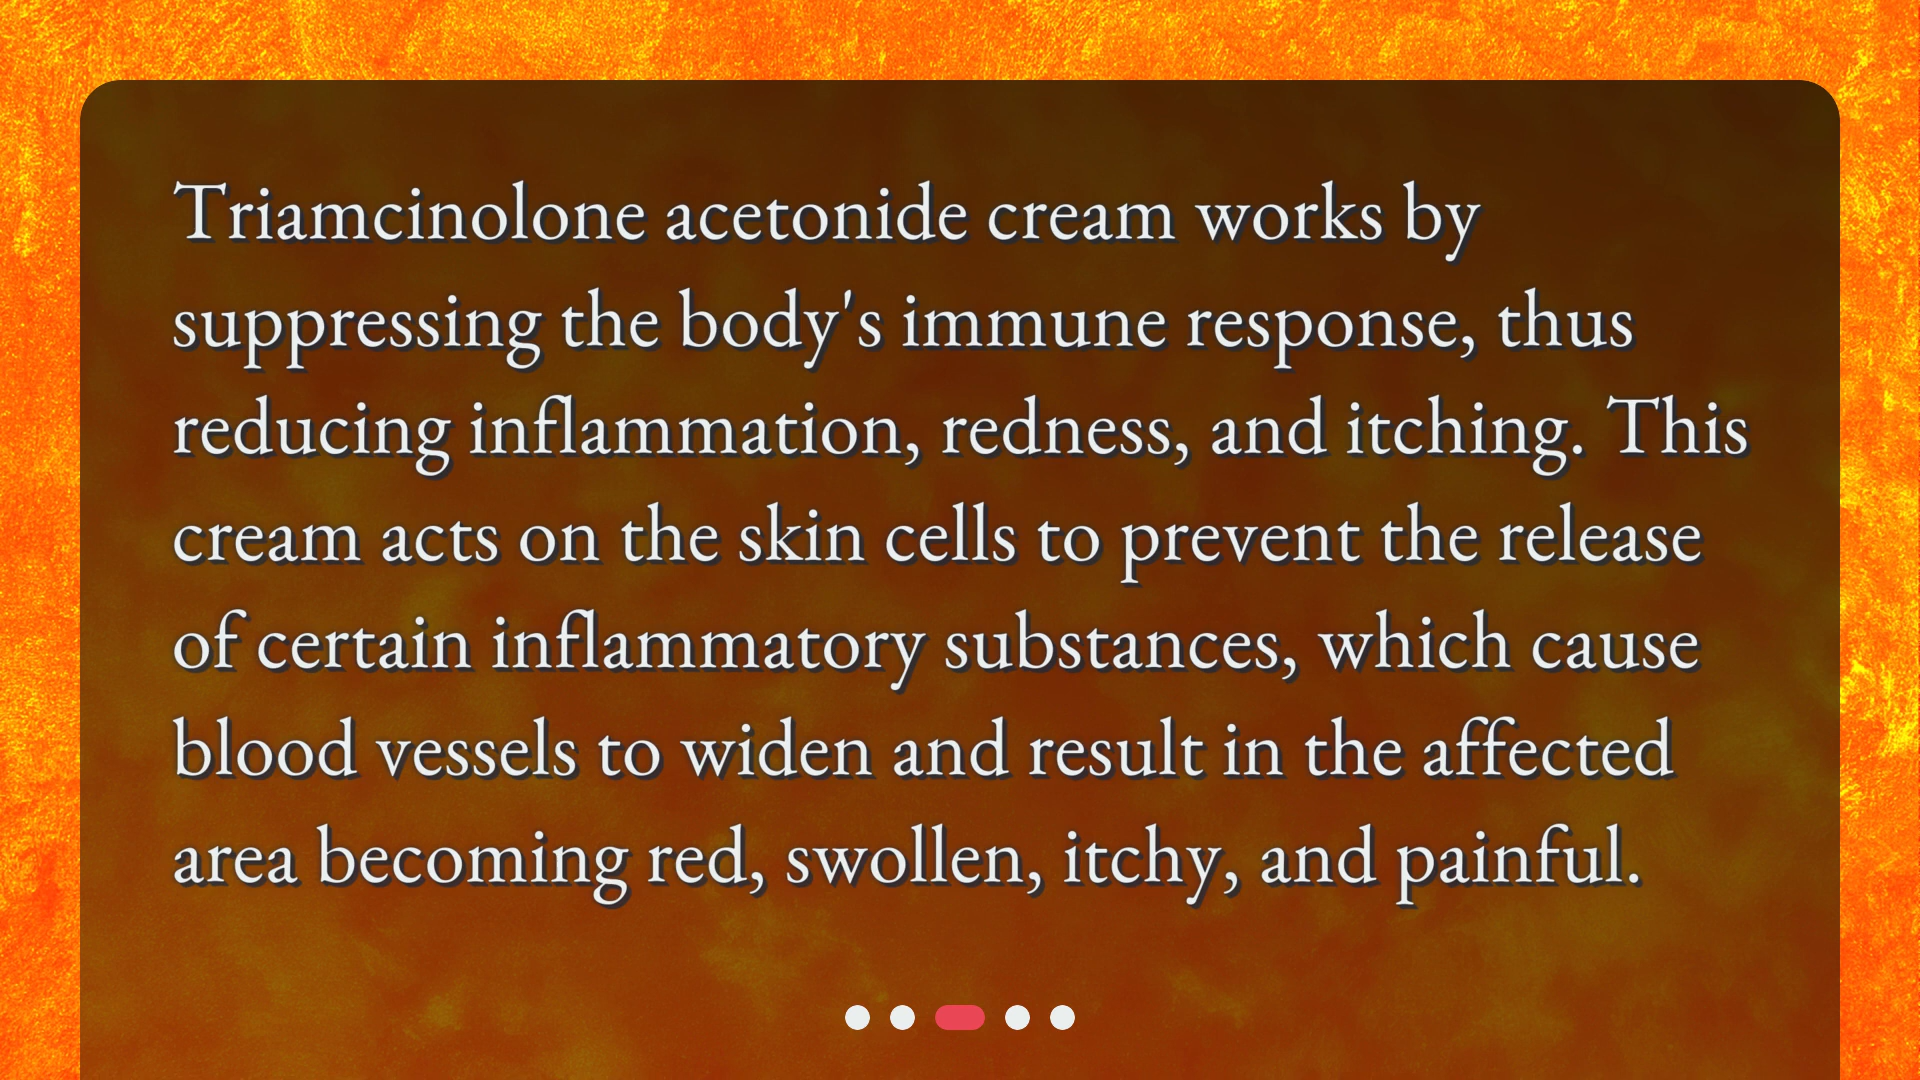 Triamcinolone acetonide cream works by
suppressing the body's immune response, thus
reducing inflammation, redness, and itching. This
cream acts on the skin cells to prevent the release
of certain inflammatory substances, which cause
blood vessels to widen and result in the affected
area becoming red, swollen, itchy, and painful.